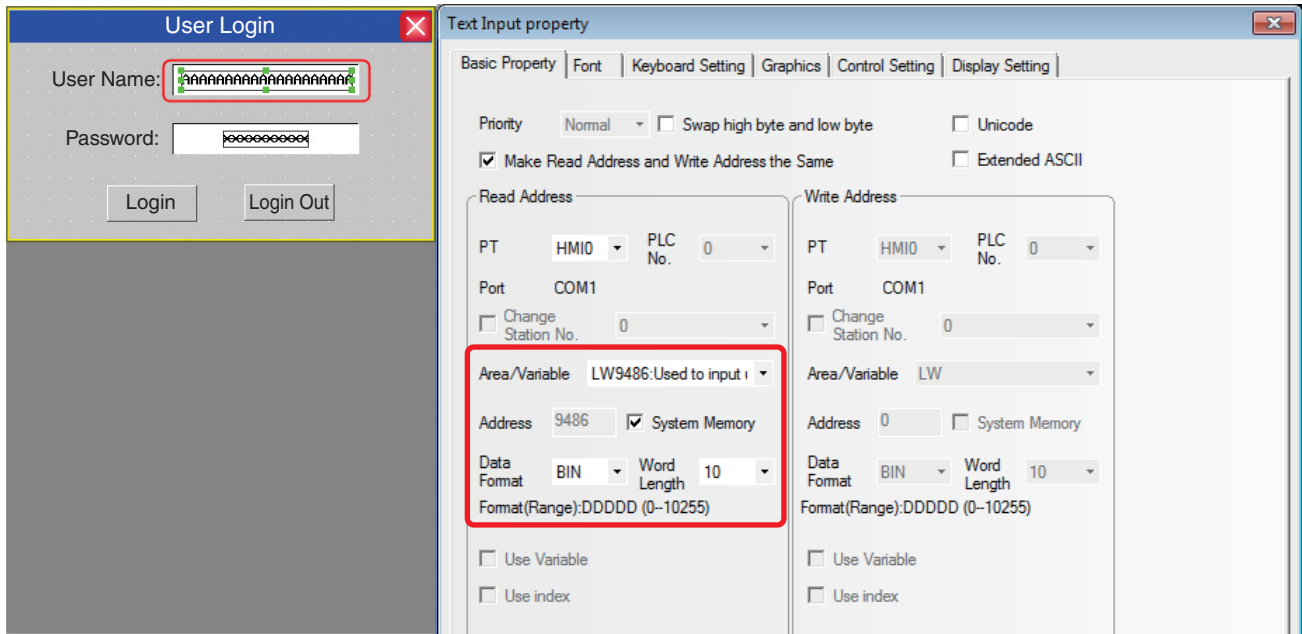 User Login
User Name: AAAAAAAAAAAAAAAAAAAA
Password:
Login Login Out
Text Input property
Basic Property Font Keyboard Setting Graphics Control Setting Display Setting
Priority Normal Swap high byte and low byte Unicode
Make Read Address and Write Address the Same Extended ASCII
Read Address
PT HMI0 PLC No. 0
Port COM1
Change Station No. 0
Area/Variable LW9486:Used to input
Address 9486 System Memory
Data Format BIN Word Length 10
Format(Range):DDDDD (0--10255)
Use Variable
Use index
Write Address
PT HMI0 PLC No. 0
Port COM1
Change Station No. 0
Area/Variable LW
Address 0 System Memory
Data Format BIN Word Length 10
Format(Range):DDDDD (0--10255)
Use Variable
Use index